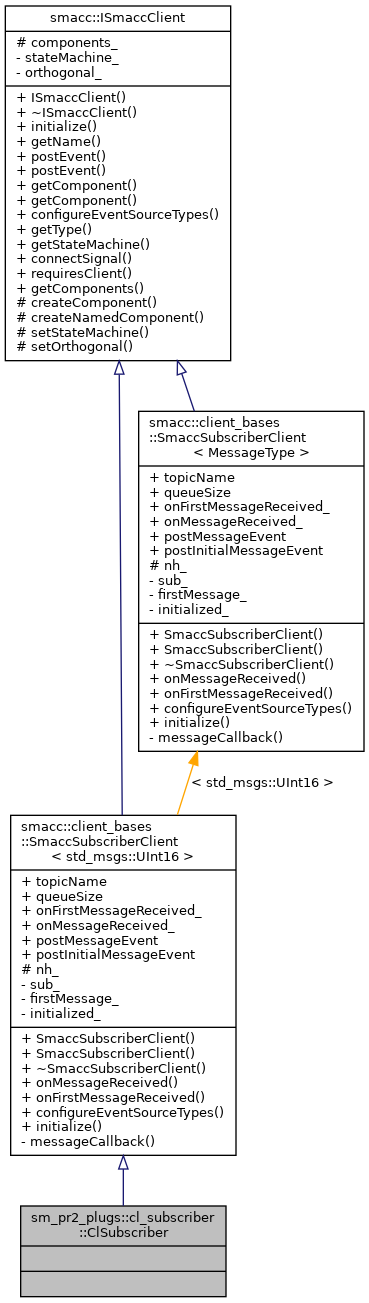 smacc::ISmaccClient
# components_
- stateMachine_
- orthogonal_
+ ISmaccClient()
+ ~ISmaccClient()
+ initialize()
+ getName()
+ postEvent()
+ postEvent()
+ getComponent()
+ getComponent()
+ configureEventSourceTypes()
+ getType()
+ getStateMachine()
+ connectSignal()
+ requiresClient()
+ getComponents()
# createComponent()
# createNamedComponent()
# setStateMachine()
# setOrthogonal()
smacc::client_bases
::SmaccSubscriberClient
< MessageType >
+ topicName
+ queueSize
+ onFirstMessageReceived_
+ onMessageReceived_
+ postMessageEvent
+ postInitialMessageEvent
# nh_
- sub_
- firstMessage_
- initialized_
+ SmaccSubscriberClient()
+ SmaccSubscriberClient()
+ ~SmaccSubscriberClient()
+ onMessageReceived()
+ onFirstMessageReceived()
+ configureEventSourceTypes()
+ initialize()
- messageCallback()
< std_msgs::UInt16 >
smacc::client_bases
::SmaccSubscriberClient
< std_msgs::UInt16 >
+ topicName
+ queueSize
+ onFirstMessageReceived_
+ onMessageReceived_
+ postMessageEvent
+ postInitialMessageEvent
# nh_
- sub_
- firstMessage_
- initialized_
+ SmaccSubscriberClient()
+ SmaccSubscriberClient()
+ ~SmaccSubscriberClient()
+ onMessageReceived()
+ onFirstMessageReceived()
+ configureEventSourceTypes()
+ initialize()
- messageCallback()
sm_pr2_plugs::cl_subscriber
::ClSubscriber